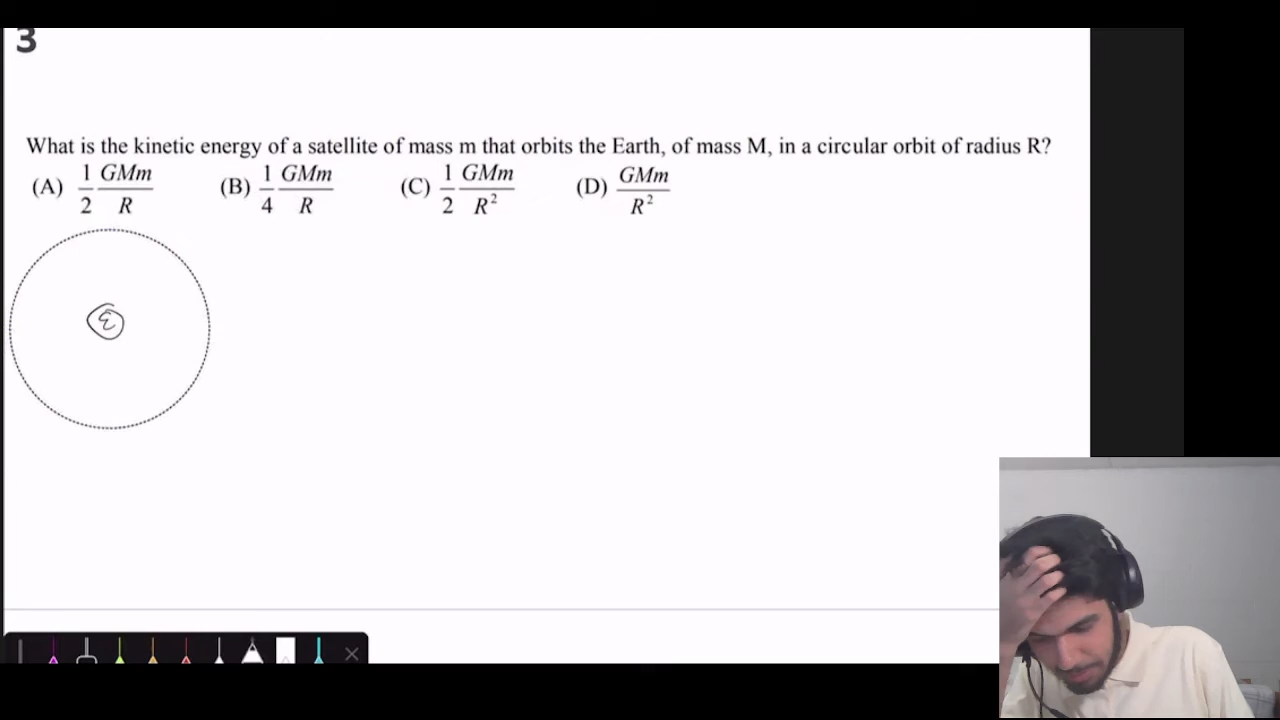 3
What is the kinetic energy of a satellite of mass m that orbits the Earth, of mass M, in a circular orbit of radius R?
(A) 1/2 GMm/R (B) 1/4 GMm/R (C) 1/2 GMm/R² (D) GMm/R²
E